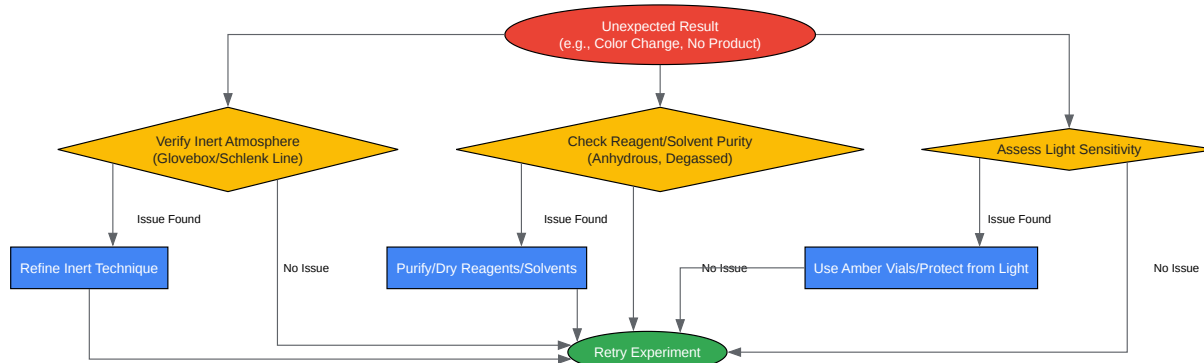 Unexpected Result
(e.g., Color Change, No Product)
Verify Inert Atmosphere
(Glovebox/Schlenk Line)
Check Reagent/Solvent Purity
(Anhydrous, Degassed)
Assess Light Sensitivity
Issue Found
Issue Found
Issue Found
Refine Inert Technique
No Issue
Purify/Dry Reagents/Solvents
No Issue
Use Amber Vials/Protect from Light
No Issue
Retry Experiment